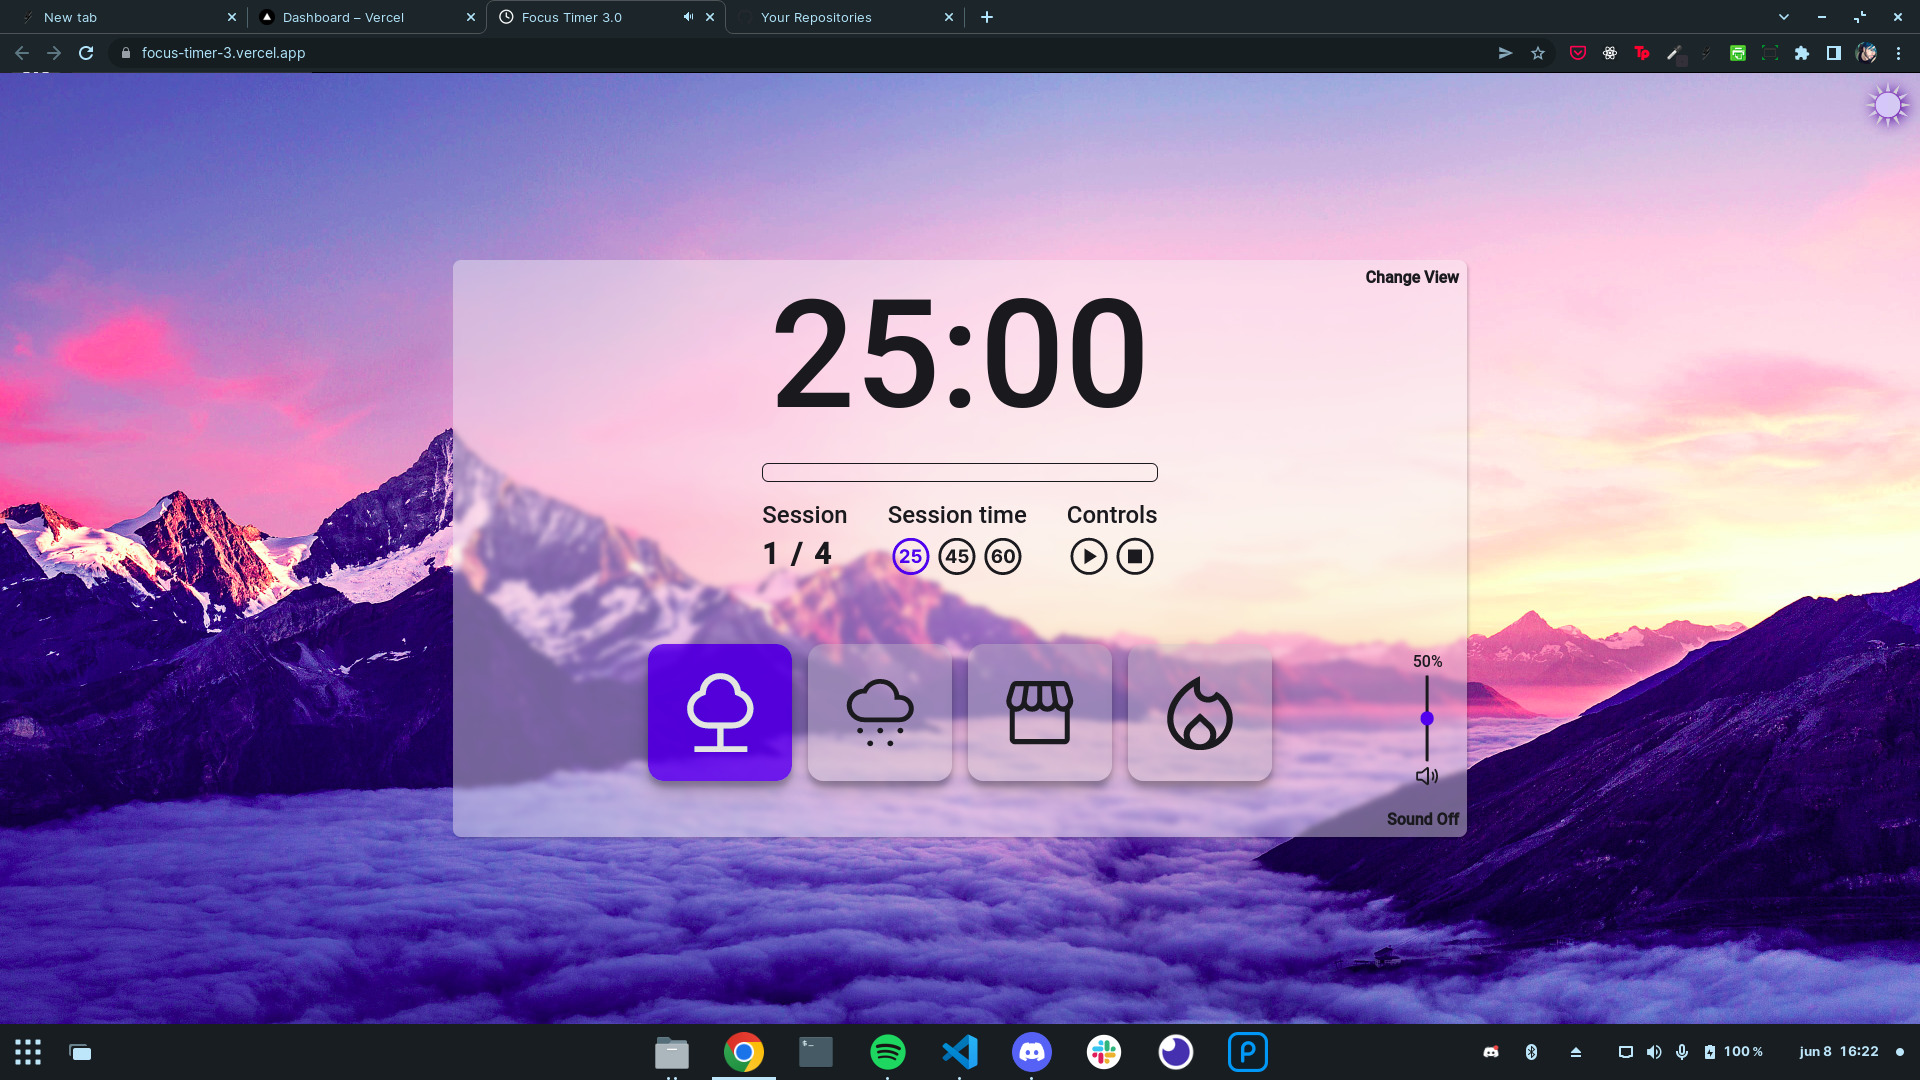 New tab
Dashboard – Vercel
Focus Timer 3.0
Your Repositories
focus-timer-3.vercel.app
Change View
25:00
Session
Session time
Controls
1 / 4
25
45
60
50%
Sound Off
100 %
jun 8 16:22